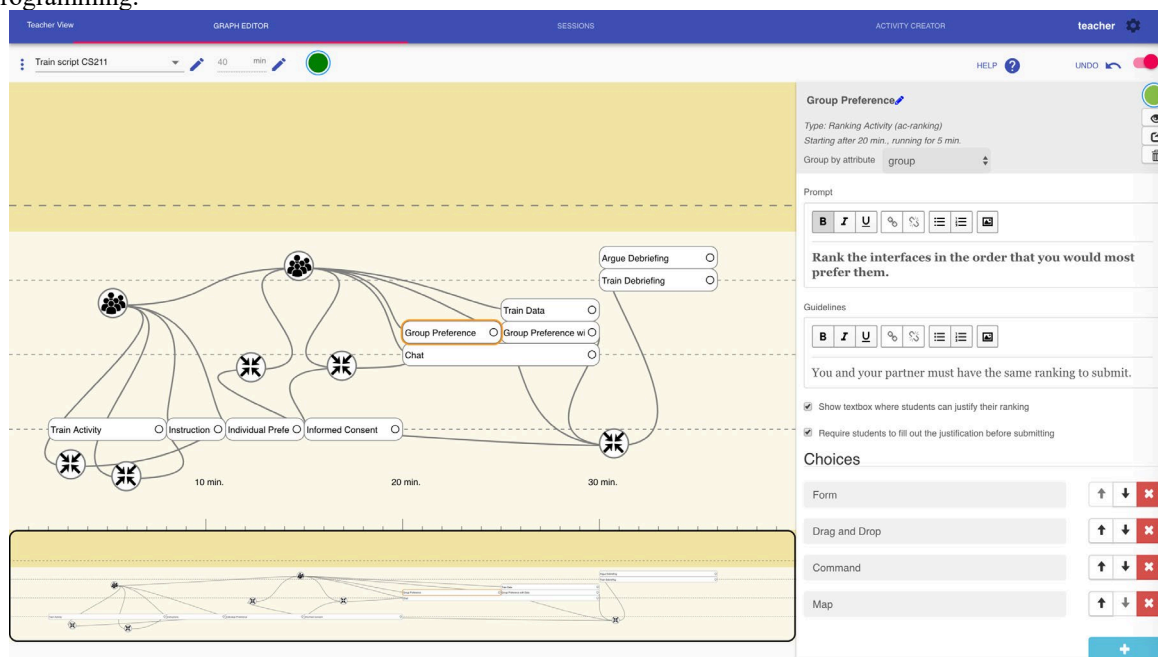 rogramming.
Teacher View
GRAPH EDITOR
SESSIONS
ACTIVITY CREATOR
teacher
Train script CS211
40 min
HELP
UNDO
Group Preference
Type: Ranking Activity (ac-ranking)
Starting after 20 min., running for 5 min.
Group by attribute group
Prompt
B I U
Rank the interfaces in the order that you would most
prefer them.
Guidelines
B I U
You and your partner must have the same ranking to submit.
Show textbox where students can justify their ranking
Require students to fill out the justification before submitting
Choices
Form
Drag and Drop
Command
Map
+
Argue Debriefing
Train Debriefing
Train Data
Group Preference
Group Preference wi
Chat
Train Activity
Instruction
Individual Prefe
Informed Consent
10 min.
20 min.
30 min.